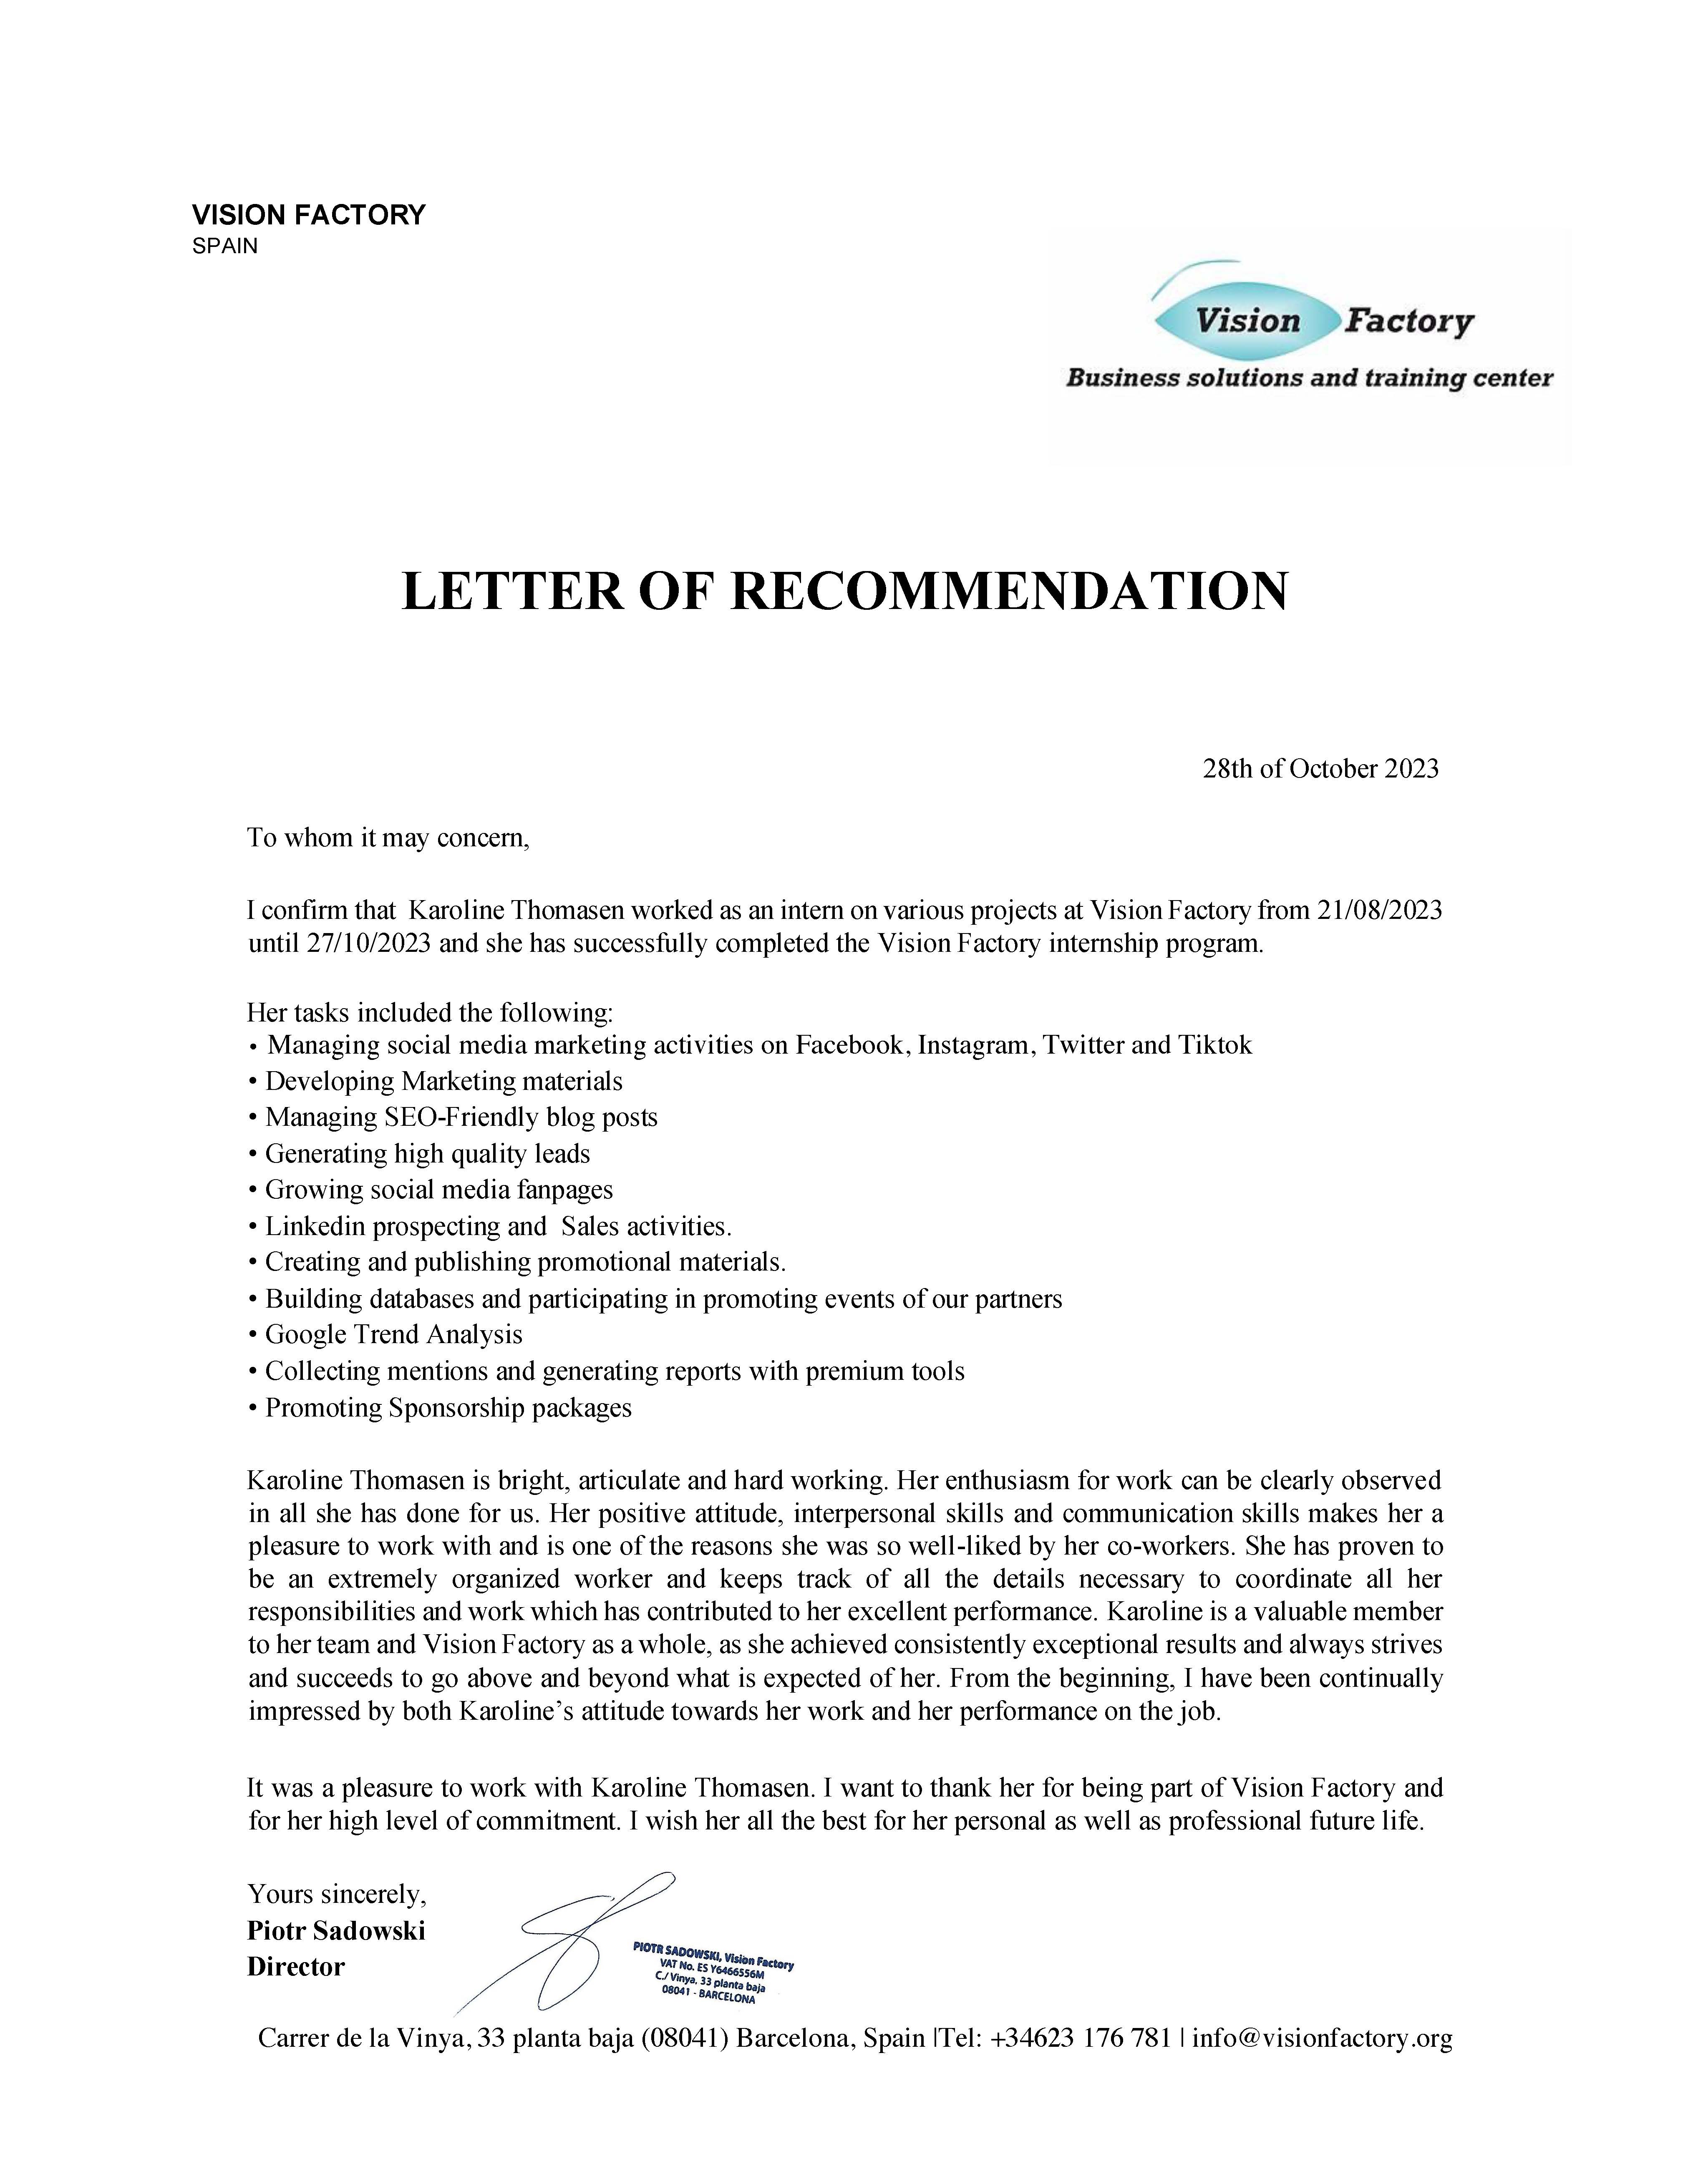 VISION FACTORY
SPAIN
Vision Factory
Business solutions and training center
LETTER OF RECOMMENDATION
28th of October 2023
To whom it may concern,
I confirm that  Karoline Thomasen worked as an intern on various projects at Vision Factory from 21/08/2023
until 27/10/2023 and she has successfully completed the Vision Factory internship program.
Her tasks included the following:
• Managing social media marketing activities on Facebook, Instagram, Twitter and Tiktok
• Developing Marketing materials
• Managing SEO-Friendly blog posts
• Generating high quality leads
• Growing social media fanpages
• Linkedin prospecting and  Sales activities.
• Creating and publishing promotional materials.
• Building databases and participating in promoting events of our partners
• Google Trend Analysis
• Collecting mentions and generating reports with premium tools
• Promoting Sponsorship packages
Karoline Thomasen is bright, articulate and hard working. Her enthusiasm for work can be clearly observed
in all she has done for us. Her positive attitude, interpersonal skills and communication skills makes her a
pleasure to work with and is one of the reasons she was so well-liked by her co-workers. She has proven to
be an extremely organized worker and keeps track of all the details necessary to coordinate all her
responsibilities and work which has contributed to her excellent performance. Karoline is a valuable member
to her team and Vision Factory as a whole, as she achieved consistently exceptional results and always strives
and succeeds to go above and beyond what is expected of her. From the beginning, I have been continually
impressed by both Karoline’s attitude towards her work and her performance on the job.
It was a pleasure to work with Karoline Thomasen. I want to thank her for being part of Vision Factory and
for her high level of commitment. I wish her all the best for her personal as well as professional future life.
Yours sincerely,
Piotr Sadowski
Director
PIOTR SADOWSKI, Vision Factory
VAT No. ES Y6466556M
C./ Vinya, 33 planta baja
08041 - BARCELONA
Carrer de la Vinya, 33 planta baja (08041) Barcelona, Spain |Tel: +34623 176 781 | info@visionfactory.org